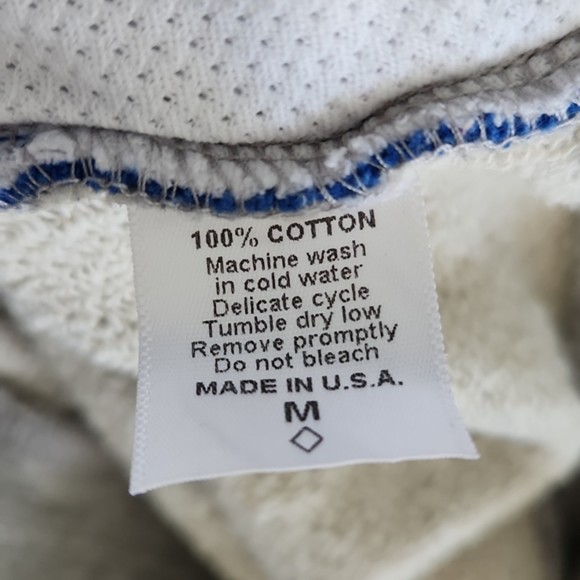 100% COTTON
Machine wash
in cold water
Delicate cycle
Tumble dry low
Remove promptly
Do not bleach
MADE IN U.S.A.
M